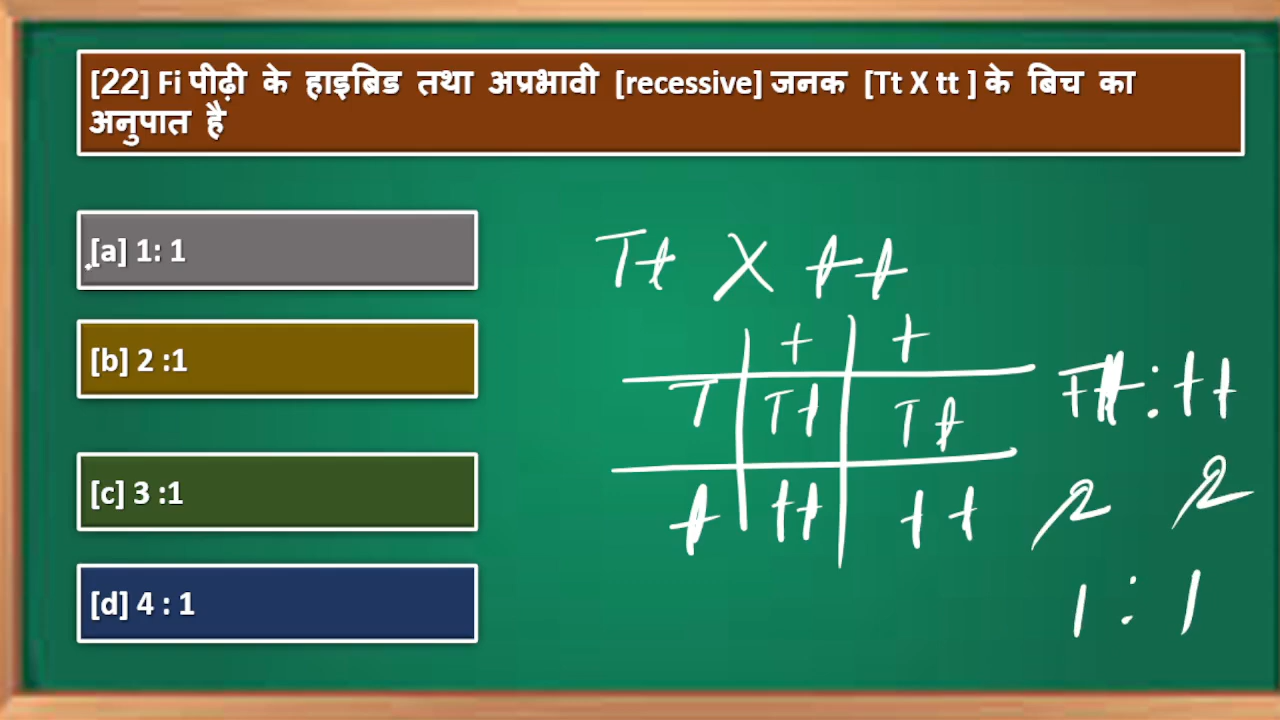 [22] Fi पीढ़ी के हाइब्रिड तथा अप्रभावी [recessive] जनक [Tt X tt ] के बिच का
अनुपात है
[a] 1: 1
[b] 2 :1
[c] 3 :1
[d] 4 : 1
Tt X tt
t t
T Tt Tt
t tt tt
Tt : tt
2 2
1 : 1